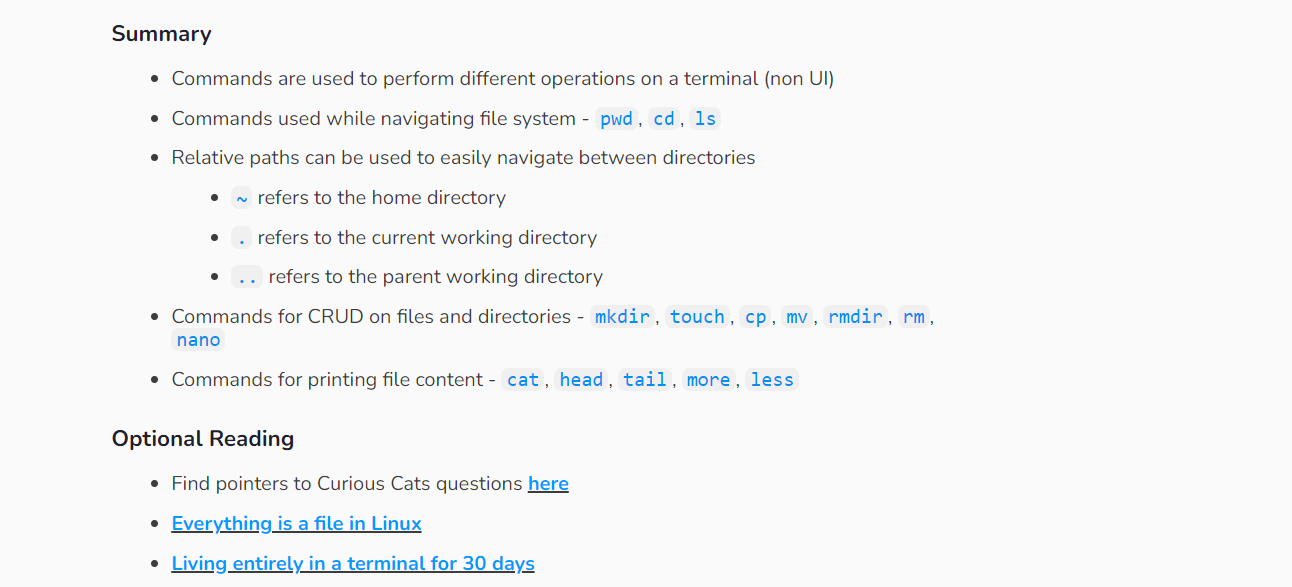 Summary
Commands are used to perform different operations on a terminal (non UI)
Commands used while navigating file system - pwd, cd, ls
Relative paths can be used to easily navigate between directories
~ refers to the home directory
. refers to the current working directory
.. refers to the parent working directory
Commands for CRUD on files and directories - mkdir, touch, cp, mv, rmdir, rm,
nano
Commands for printing file content - cat, head, tail, more, less
Optional Reading
Find pointers to Curious Cats questions here
Everything is a file in Linux
Living entirely in a terminal for 30 days